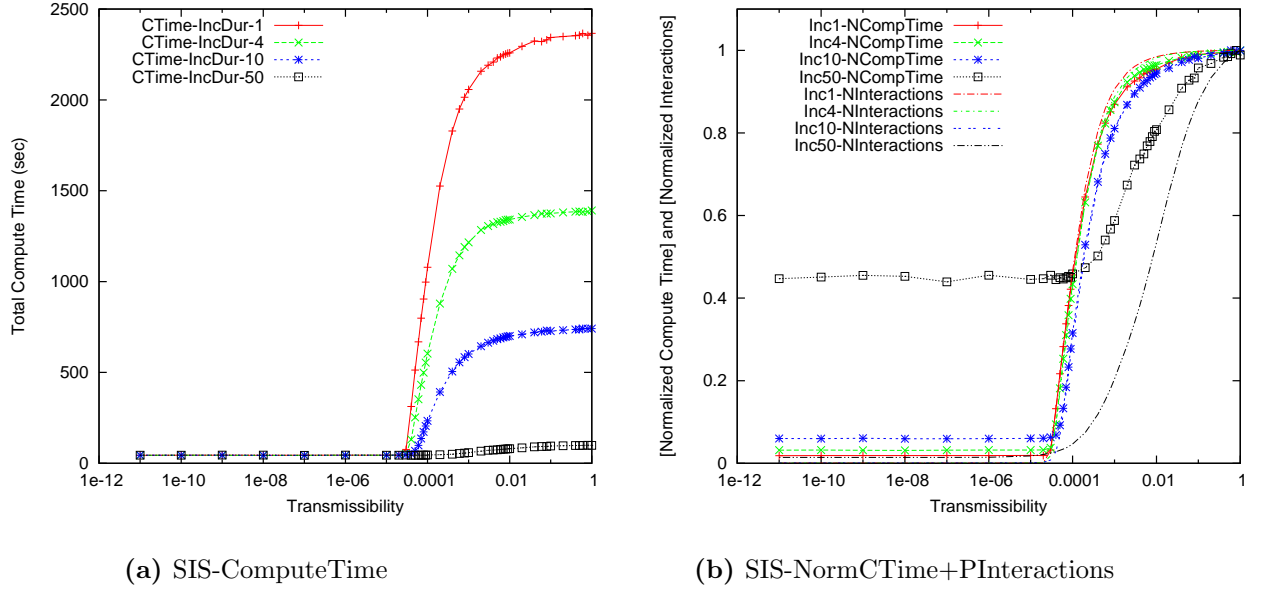 CTime-IncDur-1
CTime-IncDur-4
CTime-IncDur-10
CTime-IncDur-50
Total Compute Time (sec)
2500
2000
1500
1000
500
0
1e-12 1e-10 1e-08 1e-06 0.0001 0.01 1
Transmissibility
(a) SIS-ComputeTime
Inc1-NCompTime
Inc4-NCompTime
Inc10-NCompTime
Inc50-NCompTime
Inc1-NInteractions
Inc4-NInteractions
Inc10-NInteractions
Inc50-NInteractions
[Normalized Compute Time] and [Normalized Interactions]
1
0.8
0.6
0.4
0.2
0
1e-12 1e-10 1e-08 1e-06 0.0001 0.01 1
Transmissibility
(b) SIS-NormCTime+PInteractions